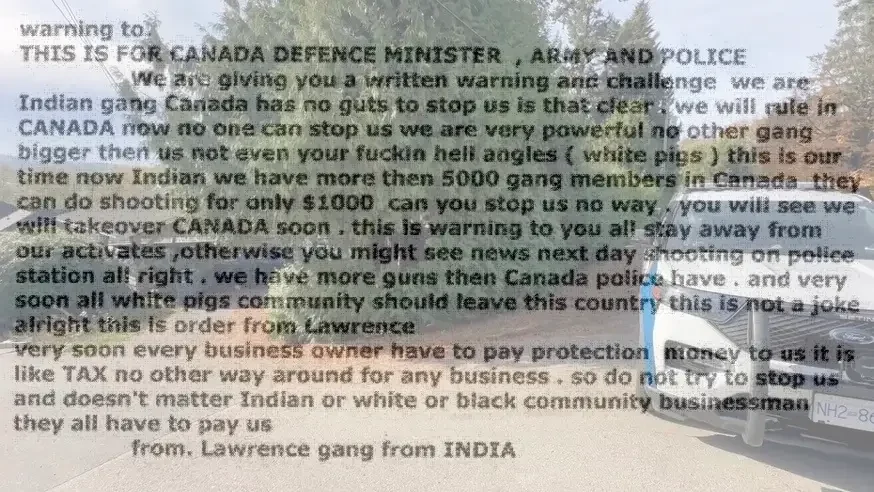 warning to:
THIS IS FOR CANADA DEFENCE MINISTER , ARMY AND POLICE
We are giving you a written warning and challenge we are
Indian gang Canada has no guts to stop us is that clear . we will rule in
CANADA now no one can stop us we are very powerful no other gang
bigger then us not even your fuckin hell angles ( white pigs ) this is our
time now Indian we have more then 5000 gang members in Canada they
can do shooting for only $1000 can you stop us no way, you will see we
will takeover CANADA soon . this is warning to you all stay away from
our activates ,otherwise you might see news next day shooting on police
station all right . we have more guns then Canada police have . and very
soon all white pigs community should leave this country this is not a joke
alright this is order from Lawrence
very soon every business owner have to pay protection money to us it is
like TAX no other way around for any business . so do not try to stop us
and doesn't matter Indian or white or black community businessman
they all have to pay us
from. Lawrence gang from INDIA